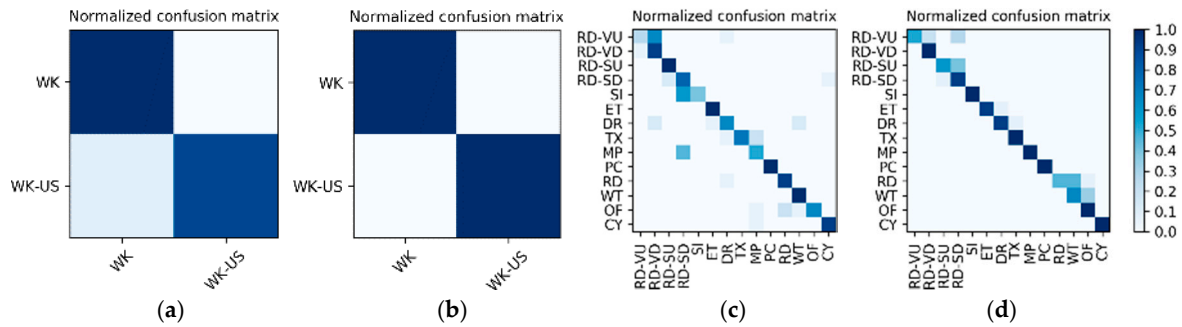 Normalized confusion matrix
WK
WK-US
WK
WK-US
(a)
Normalized confusion matrix
WK
WK-US
WK
WK-US
(b)
Normalized confusion matrix
RD-VU
RD-VD
RD-SU
RD-SD
SI
ET
DR
TX
MP
PC
RD
WT
OF
CY
RD-VU
RD-VD
RD-SU
RD-SD
SI
ET
DR
TX
MP
PC
RD
WT
OF
CY
(c)
Normalized confusion matrix
RD-VU
RD-VD
RD-SU
RD-SD
SI
ET
DR
TX
MP
PC
RD
WT
OF
CY
RD-VU
RD-VD
RD-SU
RD-SD
SI
ET
DR
TX
MP
PC
RD
WT
OF
CY
(d)
1.0
0.9
0.8
0.7
0.6
0.5
0.4
0.3
0.2
0.1
0.0